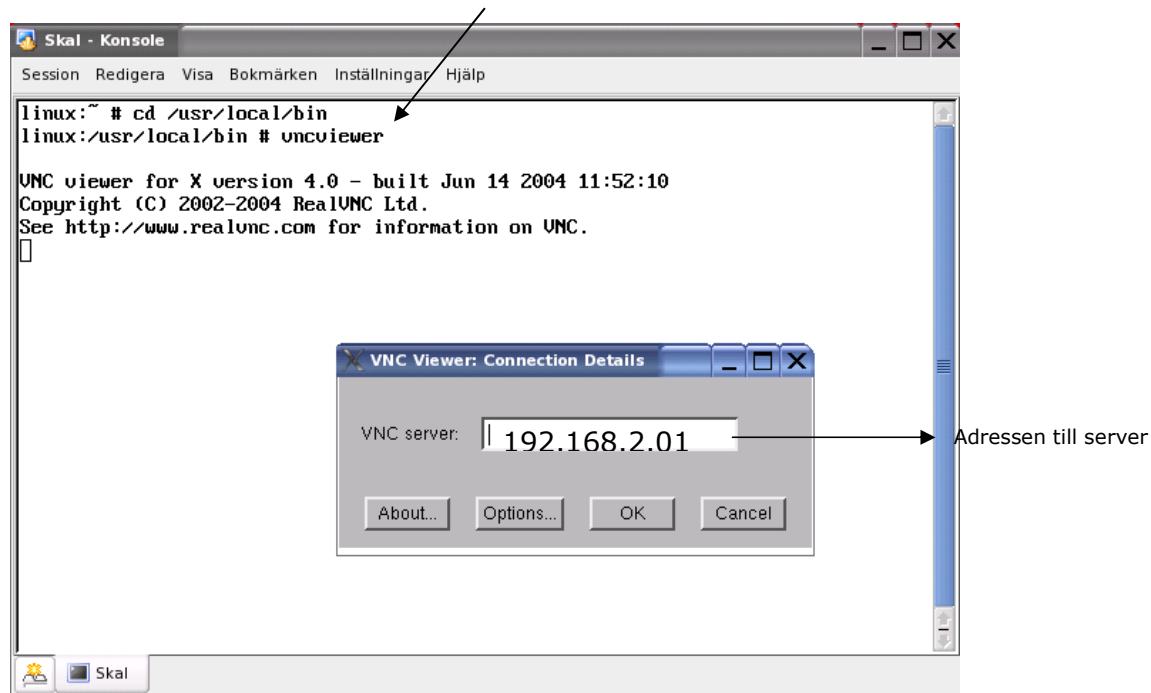 Skal - Konsole
Session Redigera Visa Bokmärken Inställningar Hjälp
linux:~ # cd /usr/local/bin
linux:/usr/local/bin # vncviewer
VNC viewer for X version 4.0 - built Jun 14 2004 11:52:10
Copyright (C) 2002-2004 RealVNC Ltd.
See http://www.realvnc.com for information on VNC.
VNC Viewer: Connection Details
VNC server: 192.168.2.01
Adressen till server
About... Options... OK Cancel
Skal